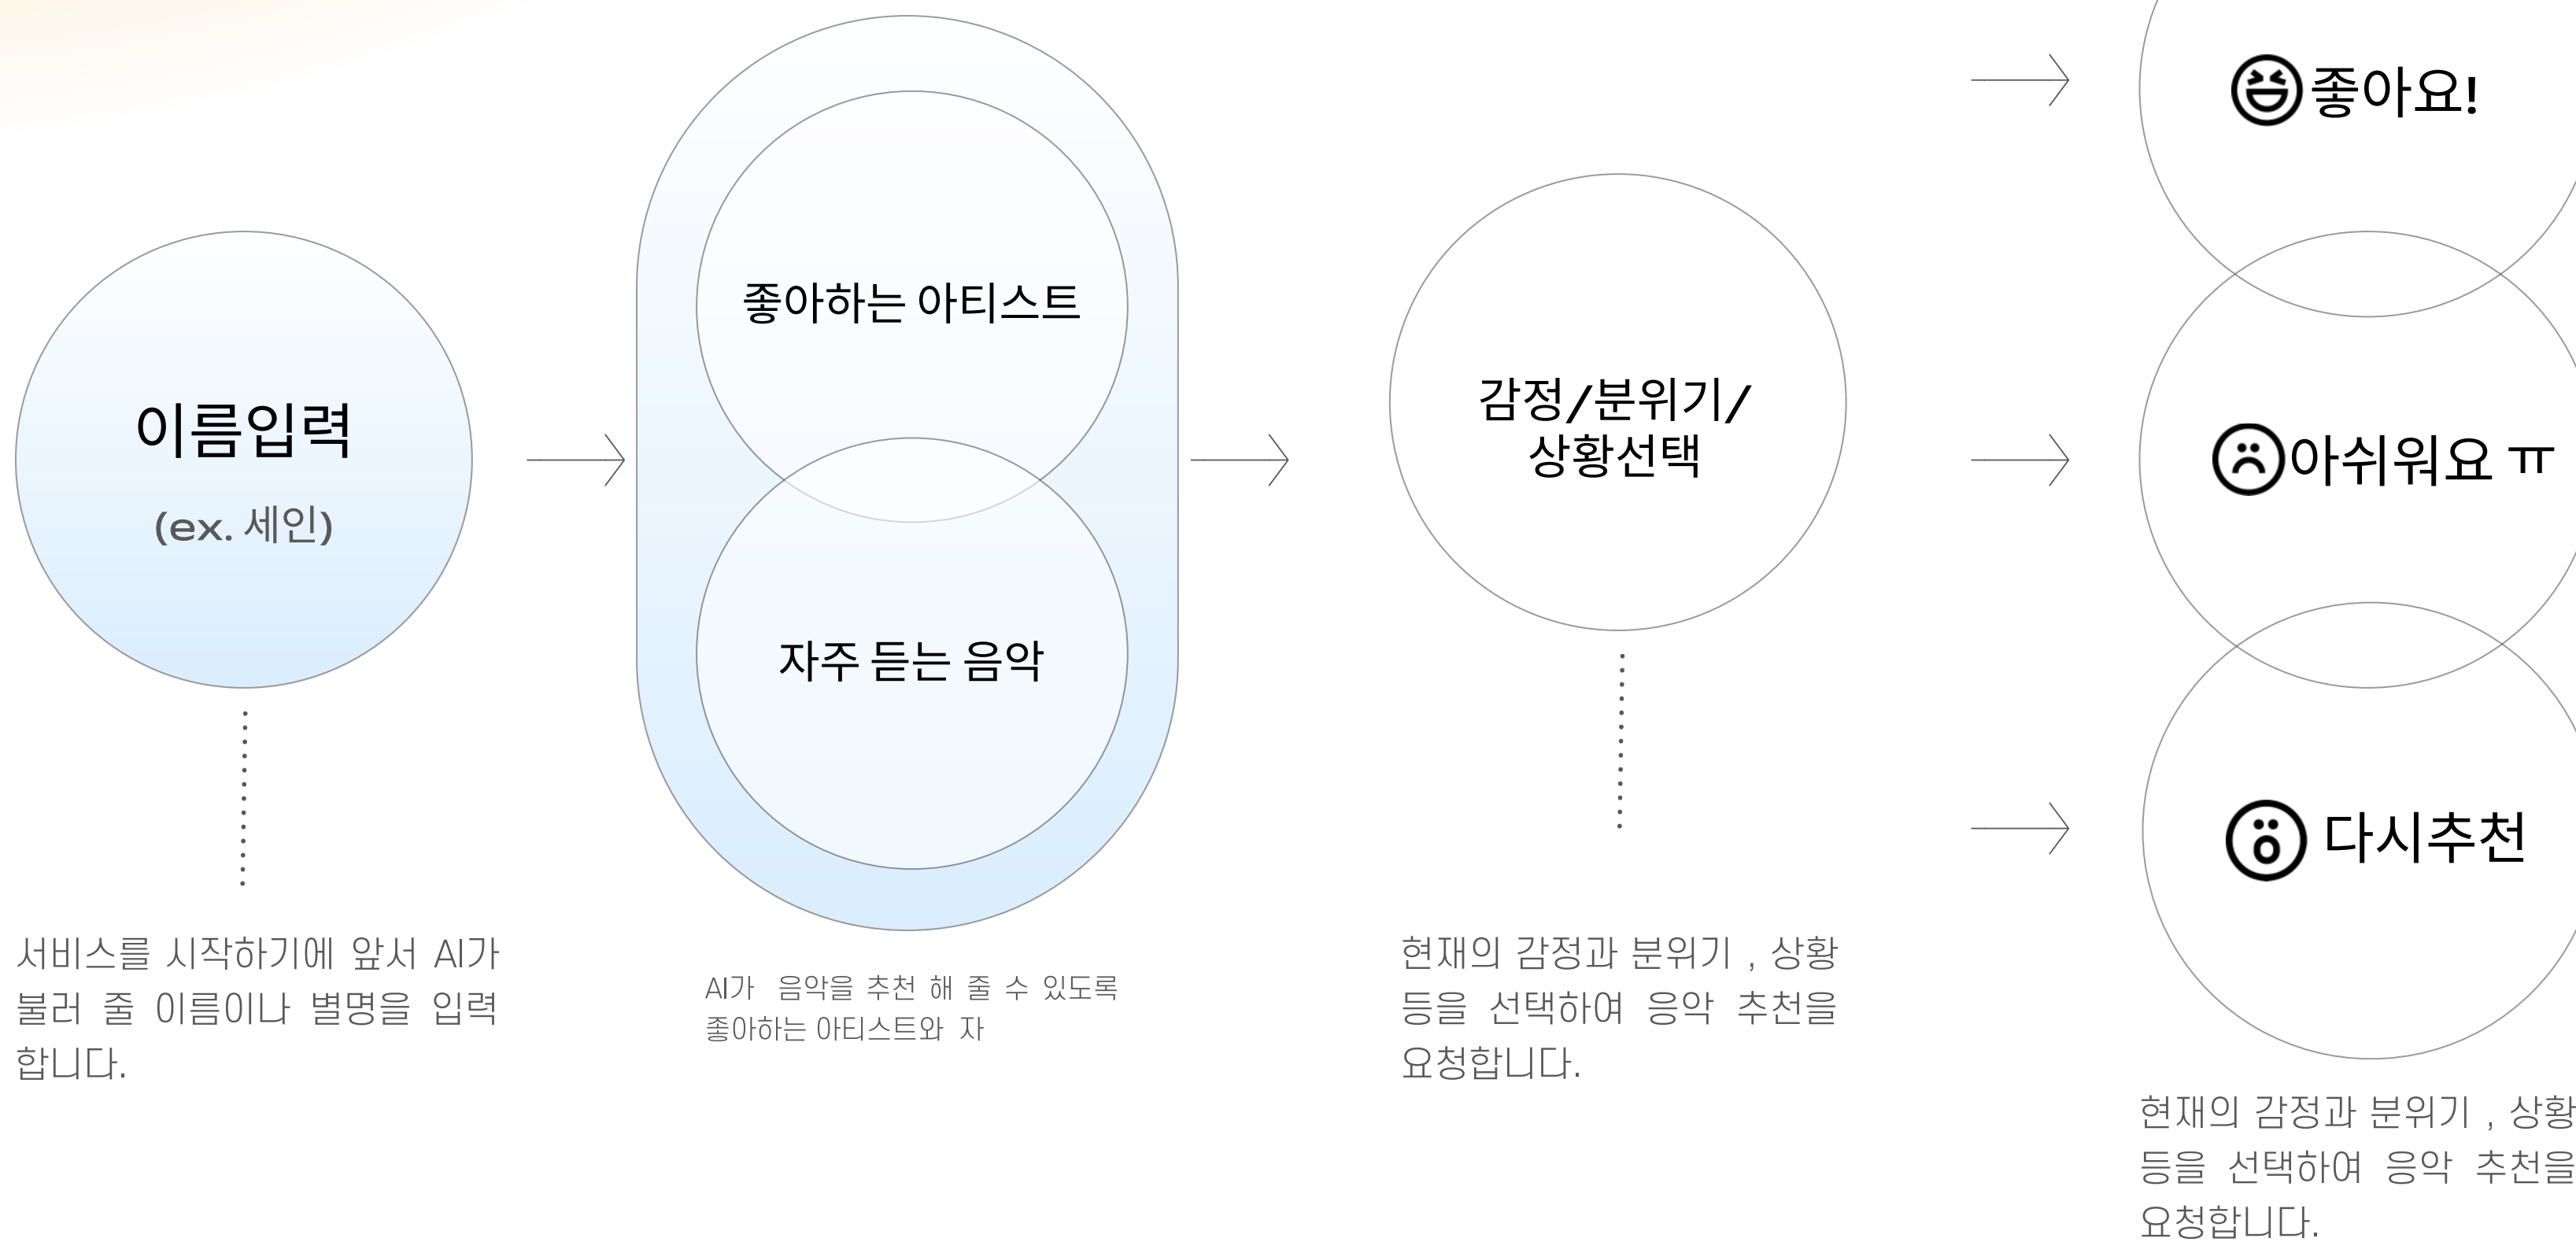 이름입력
(ex. 세인)
서비스를 시작하기에 앞서 AI가
불러 줄 이름이나 별명을 입력
합니다.
좋아하는 아티스트
자주 듣는 음악
AI가 음악을 추천 해 줄 수 있도록
좋아하는 아티스트와 자
감정/분위기/
상황선택
현재의 감정과 분위기 , 상황
등을 선택하여 응악 추천을
요청합니다.
좋아요!
아쉬워요 ㅠ
다시추천
현재의 감정과 분위기 , 상황
등을 선택하여 응악 추천을
요청합니다.